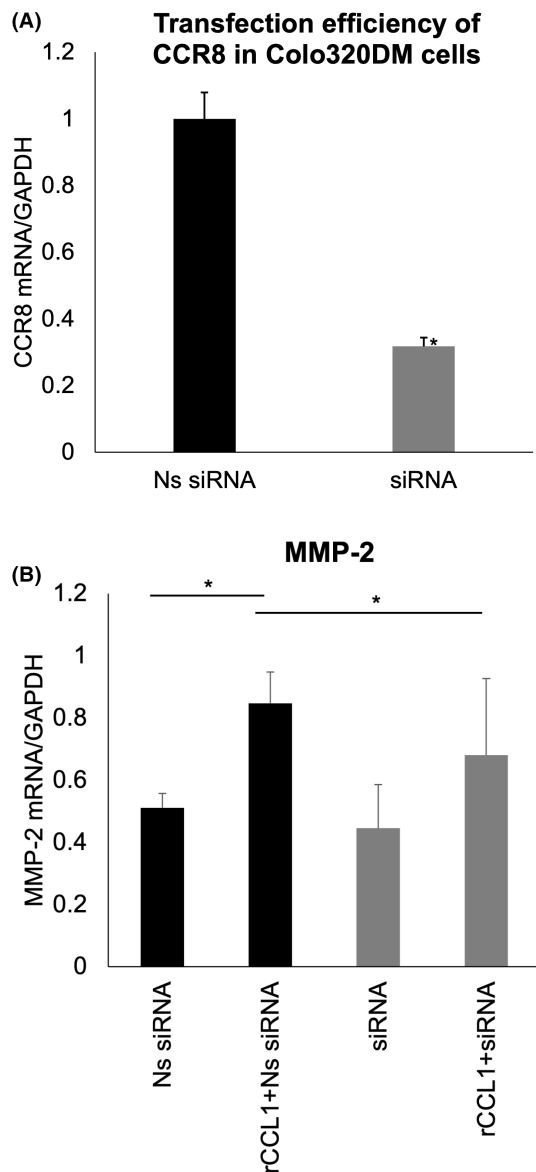 (A)
Transfection efficiency of
CCR8 in Colo320DM cells
CCR8 mRNA/GAPDH
1.2
1
0.8
0.6
0.4
0.2
0
*
Ns siRNA
siRNA
(B)
MMP-2
MMP-2 mRNA/GAPDH
1.2
1
0.8
0.6
0.4
0.2
0
*
*
Ns siRNA
rCCL1+Ns siRNA
siRNA
rCCL1+siRNA